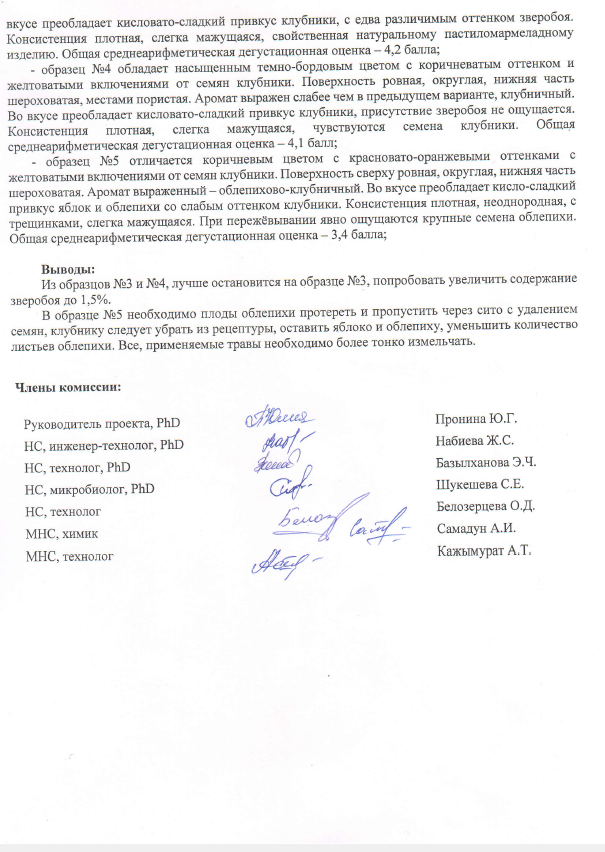 вкусе преобладает кисловато-сладкий привкус клубники, с едва различимым оттенком зверобоя.
Консистенция плотная, слегка мажущаяся, свойственная натуральному пастиломармеладному
изделию. Общая среднеарифметическая дегустационная оценка – 4,2 балла;
- образец №4 обладает насыщенным темно-бордовым цветом с коричневатым оттенком и
желтоватыми включениями от семян клубники. Поверхность ровная, округлая, нижняя часть
шероховатая, местами пористая. Аромат выражен слабее чем в предыдущем варианте, клубничный.
Во вкусе преобладает кисловато-сладкий привкус клубники, присутствие зверобоя не ощущается.
Консистенция плотная, слегка мажущаяся, чувствуются семена клубники. Общая
среднеарифметическая дегустационная оценка – 4,1 балл;
- образец №5 отличается коричневым цветом с красновато-оранжевыми оттенками с
желтоватыми включениями от семян клубники. Поверхность сверху ровная, округлая, нижняя часть
шероховатая. Аромат выраженный – облепихово-клубничный. Во вкусе преобладает кисло-сладкий
привкус яблок и облепихи со слабым оттенком клубники. Консистенция плотная, неоднородная, с
трещинками, слегка мажущаяся. При пережёвывании явно ощущаются крупные семена облепихи.
Общая среднеарифметическая дегустационная оценка – 3,4 балла;
Выводы:
Из образцов №3 и №4, лучше остановится на образце №3, попробовать увеличить содержание
зверобоя до 1,5%.
В образце №5 необходимо плоды облепихи протереть и пропустить через сито с удалением
семян, клубнику следует убрать из рецептуры, оставить яблоко и облепиху, уменьшить количество
листьев облепихи. Все, применяемые травы необходимо более тонко измельчать.
Члены комиссии:
Руководитель проекта, PhD Пронина Ю.Г.
НС, инженер-технолог, PhD Набиева Ж.С.
НС, технолог, PhD Базылханова Э.Ч.
НС, микробиолог, PhD Шукешева С.Е.
НС, технолог Белозерцева О.Д.
МНС, химик Самадун А.И.
МНС, технолог Кажымурат А.Т.